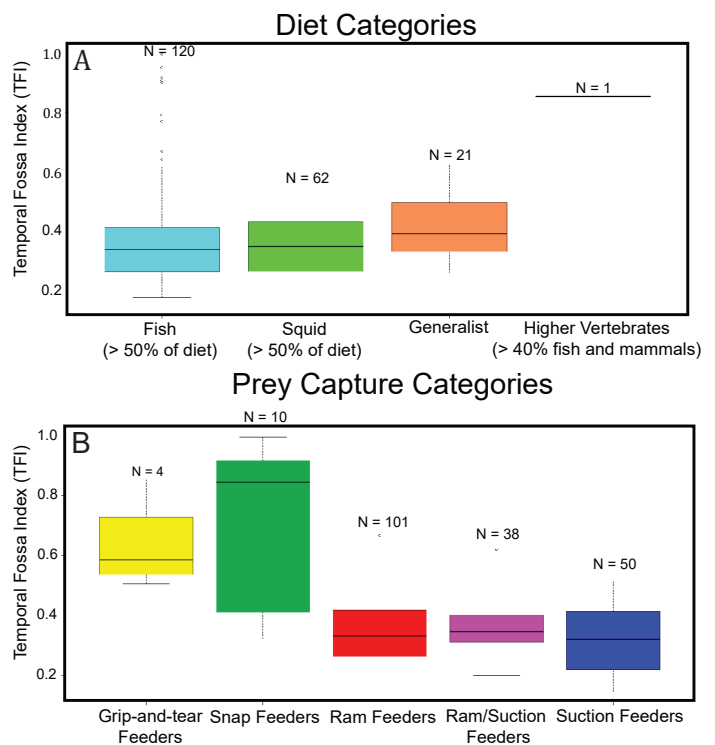 Diet Categories
A
N = 120
N = 62
N = 21
N = 1
Temporal Fossa Index (TFI)
1.0
0.8
0.6
0.4
0.2
Fish
(> 50% of diet)
Squid
(> 50% of diet)
Generalist
Higher Vertebrates
(> 40% fish and mammals)
Prey Capture Categories
B
N = 4
N = 10
N = 101
N = 38
N = 50
Temporal Fossa Index (TFI)
1.0
0.8
0.6
0.4
0.2
Grip-and-tear
Feeders
Snap Feeders
Ram Feeders
Ram/Suction
Feeders
Suction Feeders